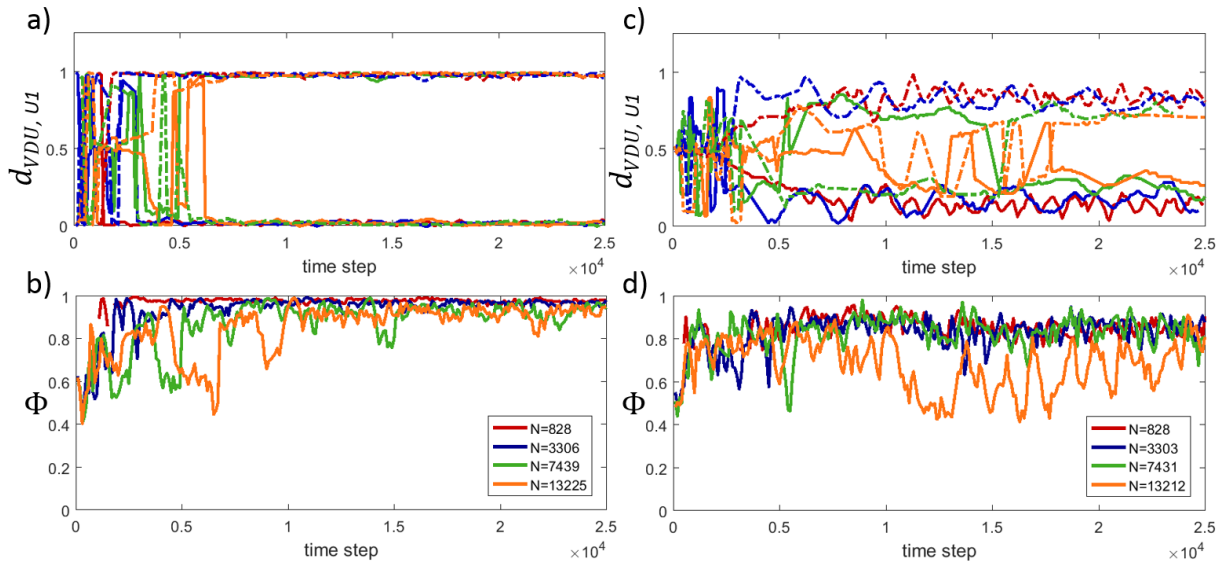 a)
d_VDU, U1
1
0.5
0
0 0.5 1 1.5 2 2.5
time step
×10^4
c)
d_VDU, U1
1
0.5
0
0 0.5 1 1.5 2 2.5
time step
×10^4
b)
Φ
1
0.8
0.6
0.4
0.2
0
0 0.5 1 1.5 2 2.5
time step
×10^4
N=828
N=3306
N=7439
N=13225
d)
Φ
1
0.8
0.6
0.4
0.2
0
0 0.5 1 1.5 2 2.5
time step
×10^4
N=828
N=3303
N=7431
N=13212